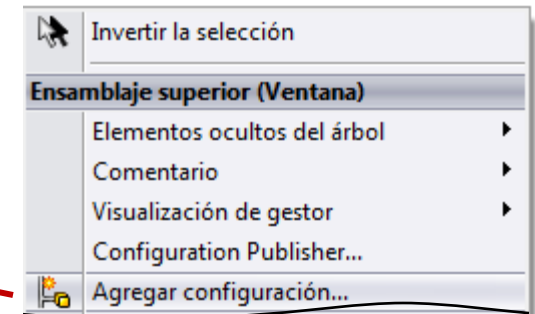 Invertir la selección
Ensamblaje superior (Ventana)
Elementos ocultos del árbol
Comentario
Visualización de gestor
Configuration Publisher...
Agregar configuración...